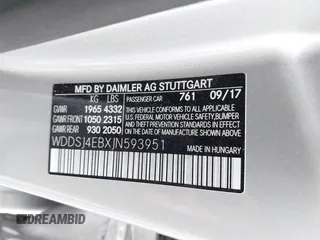 MFD BY DAIMLER AG STUTTGART
KG LBS PASSENGER CAR 761 09/17
GVWR 1965 4332 THIS VEHICLE CONFORMS TO ALL APPLICABLE
GAWR FRONT 1050 2315 U.S. FEDERAL MOTOR VEHICLE SAFETY, BUMPER
GAWR REAR 930 2050 AND THEFT PREVENTION STANDARDS IN EFFECT
ON THE DATE OF MANUFACTURE SHOWN ABOVE
WDDSJ4EBXJN593951 HUNGARY
DREAMBID